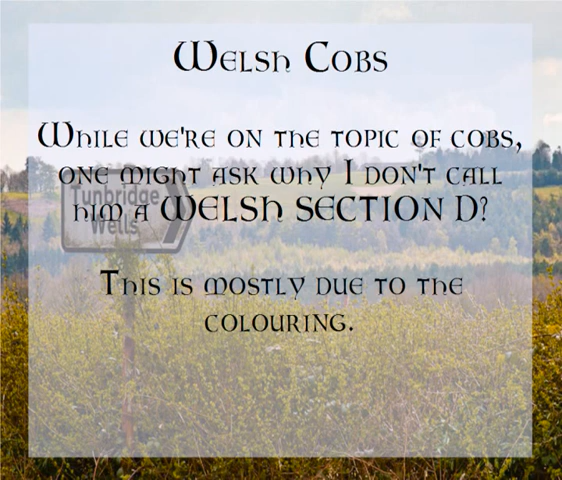 Welsh Cobs
While we're on the topic of cobs,
one might ask why I don't call
him a WELSH SECTION D?
This is mostly due to the
colouring.
Tunbridge
Wells